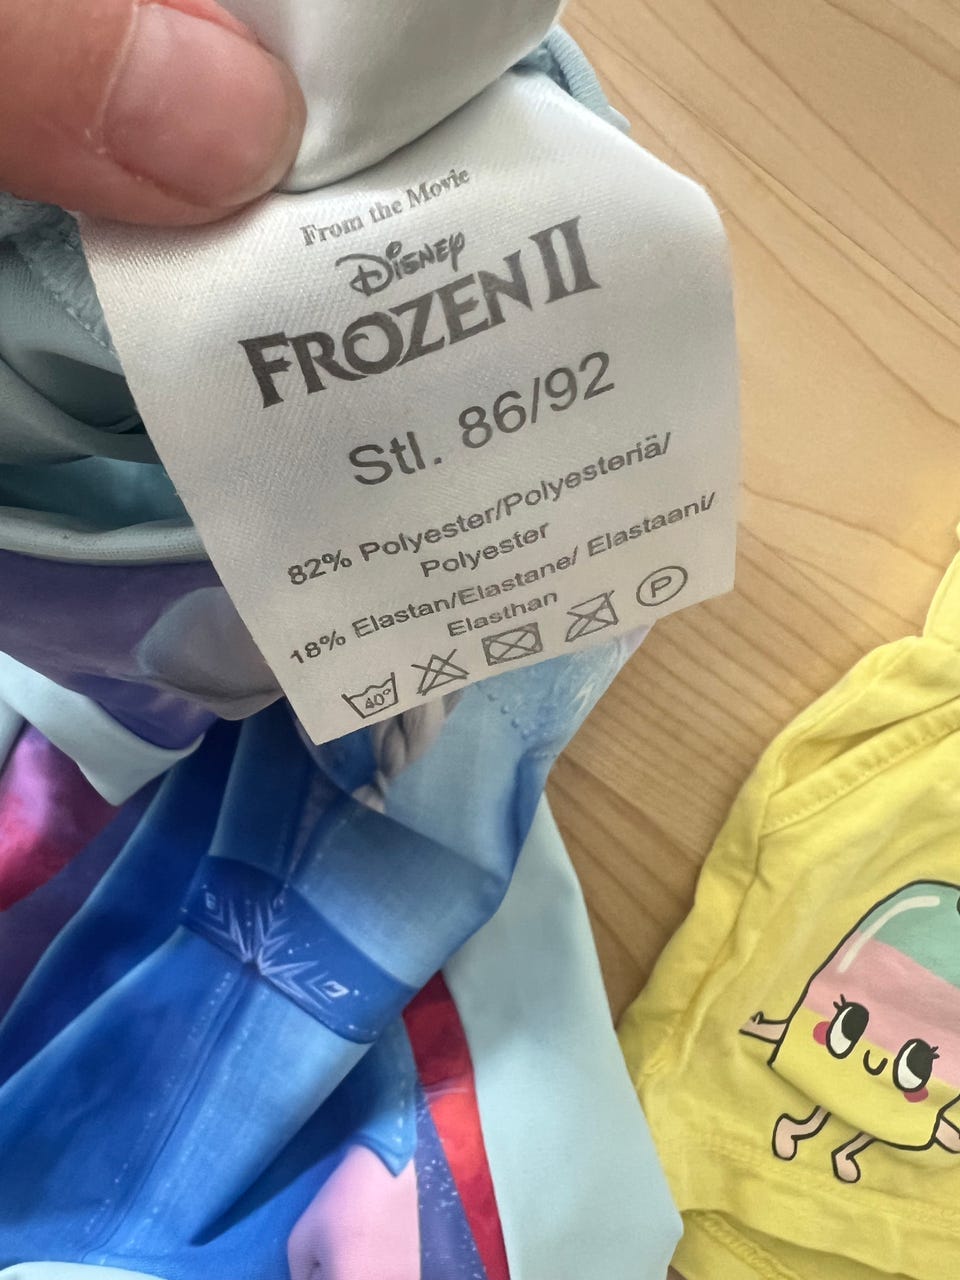 From the Movie
Disney
FROZEN II
Stl. 86/92
82% Polyester/Polyesteriä/
Polyester
18% Elastan/Elastane/ Elastaani/
Elasthan
40°
P